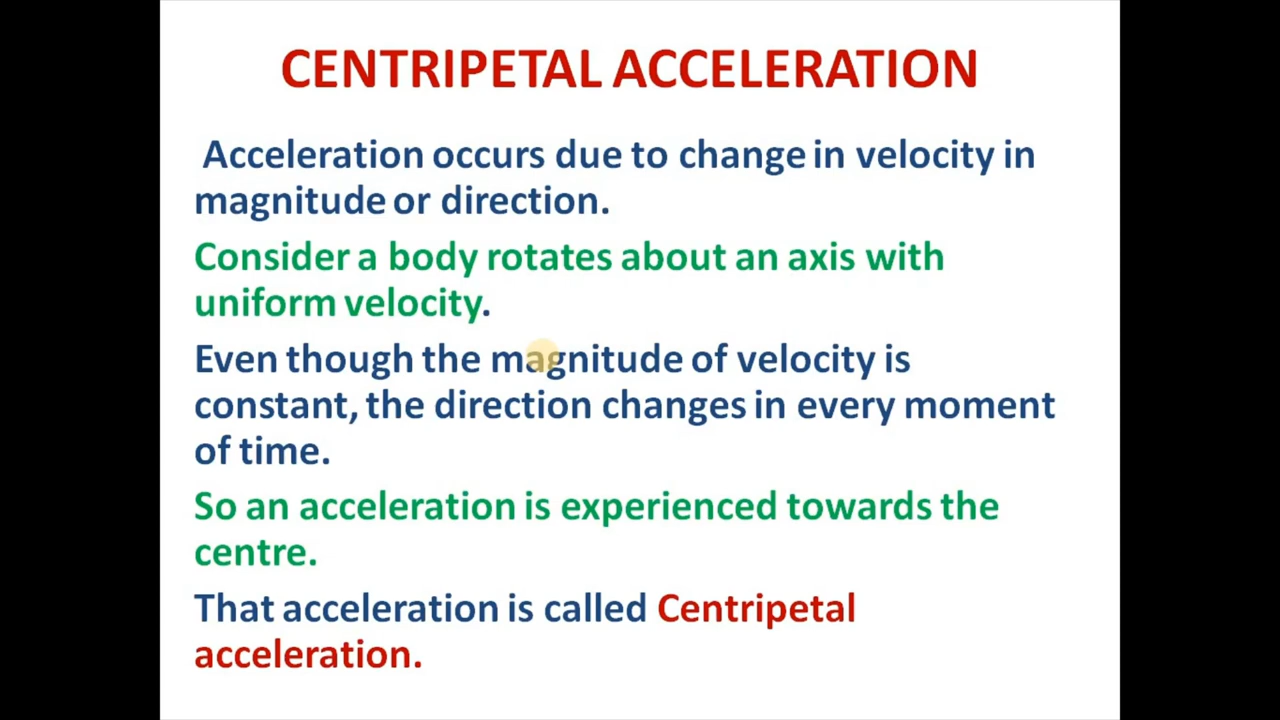 CENTRIPETAL ACCELERATION
Acceleration occurs due to change in velocity in
magnitude or direction.
Consider a body rotates about an axis with
uniform velocity.
Even though the magnitude of velocity is
constant, the direction changes in every moment
of time.
So an acceleration is experienced towards the
centre.
That acceleration is called Centripetal
acceleration.